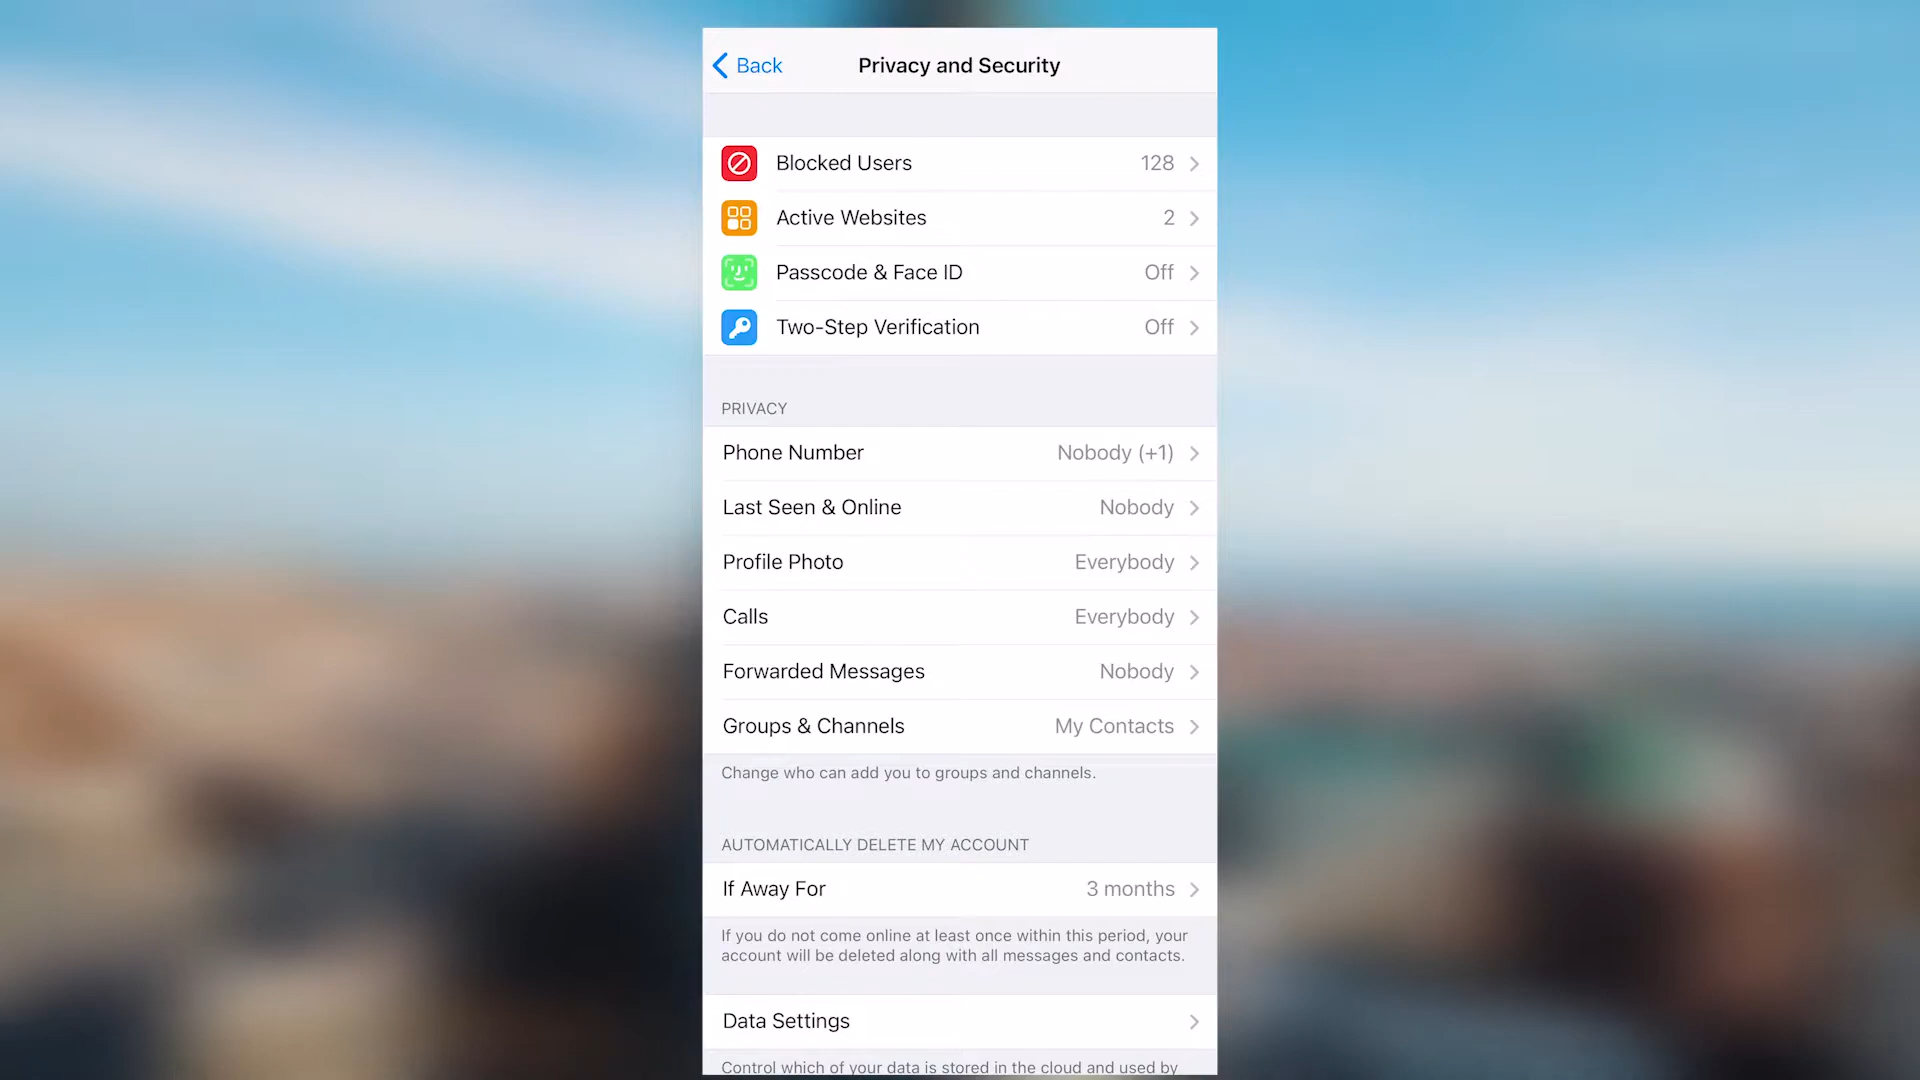 Back
Privacy and Security
Blocked Users 128
Active Websites 2
Passcode & Face ID Off
Two-Step Verification Off
PRIVACY
Phone Number Nobody (+1)
Last Seen & Online Nobody
Profile Photo Everybody
Calls Everybody
Forwarded Messages Nobody
Groups & Channels My Contacts
Change who can add you to groups and channels.
AUTOMATICALLY DELETE MY ACCOUNT
If Away For 3 months
If you do not come online at least once within this period, your
account will be deleted along with all messages and contacts.
Data Settings
Control which of your data is stored in the cloud and used by